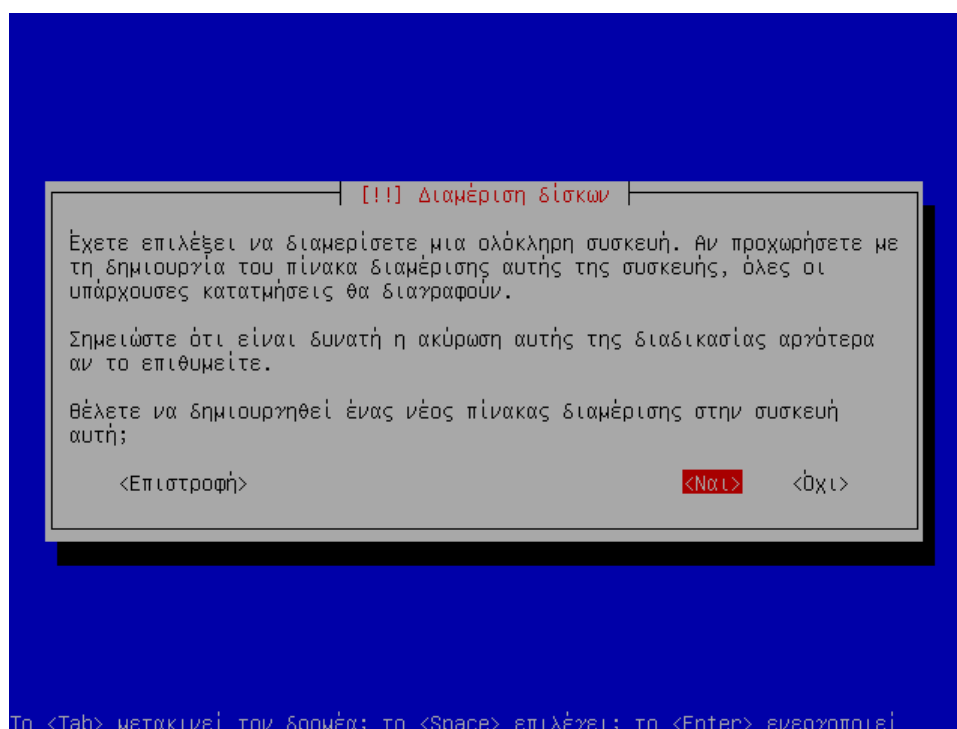 [!!] Διαμέριση δίσκων
Έχετε επιλέξει να διαμερίσετε μια ολόκληρη συσκευή. Αν προχωρήσετε με
τη δημιουργία του πίνακα διαμέρισης αυτής της συσκευής, όλες οι
υπάρχουσες κατατμήσεις θα διαγραφούν.
Σημειώστε ότι είναι δυνατή η ακύρωση αυτής της διαδικασίας αργότερα
αν το επιθυμείτε.
Θέλετε να δημιουργηθεί ένας νέος πίνακας διαμέρισης στην συσκευή
αυτή;
<Επιστροφή> <Ναι> <Όχι>
Το <Tab> μετακινεί τον δρομέα; το <Space> επιλέγει; το <Enter> ενεργοποιεί